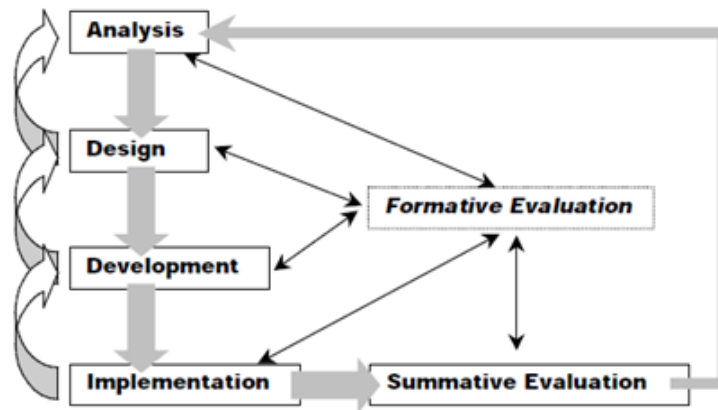 Analysis
Design
Formative Evaluation
Development
Implementation
Summative Evaluation